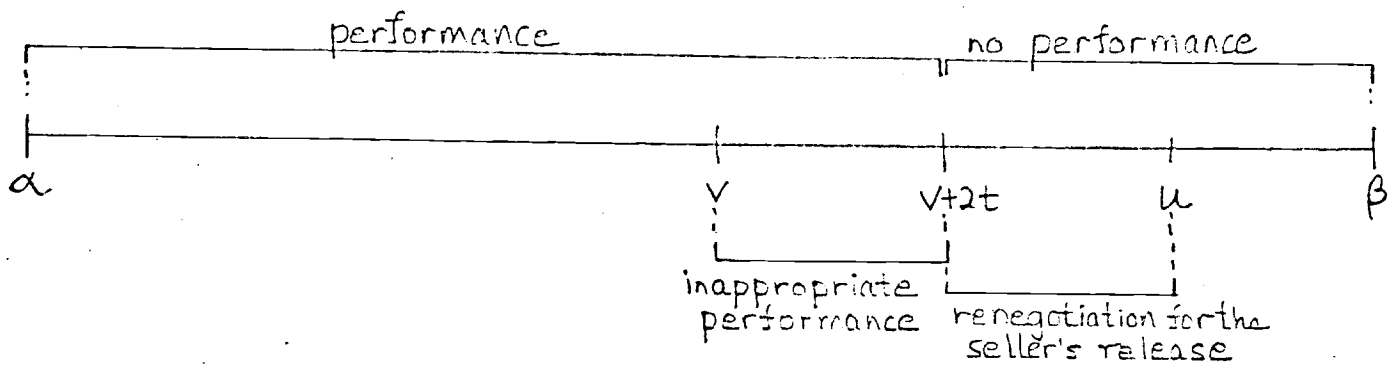 performance
no performance
α
v
v+2t
u
β
inappropriate
performance
renegotiation for the
seller's release